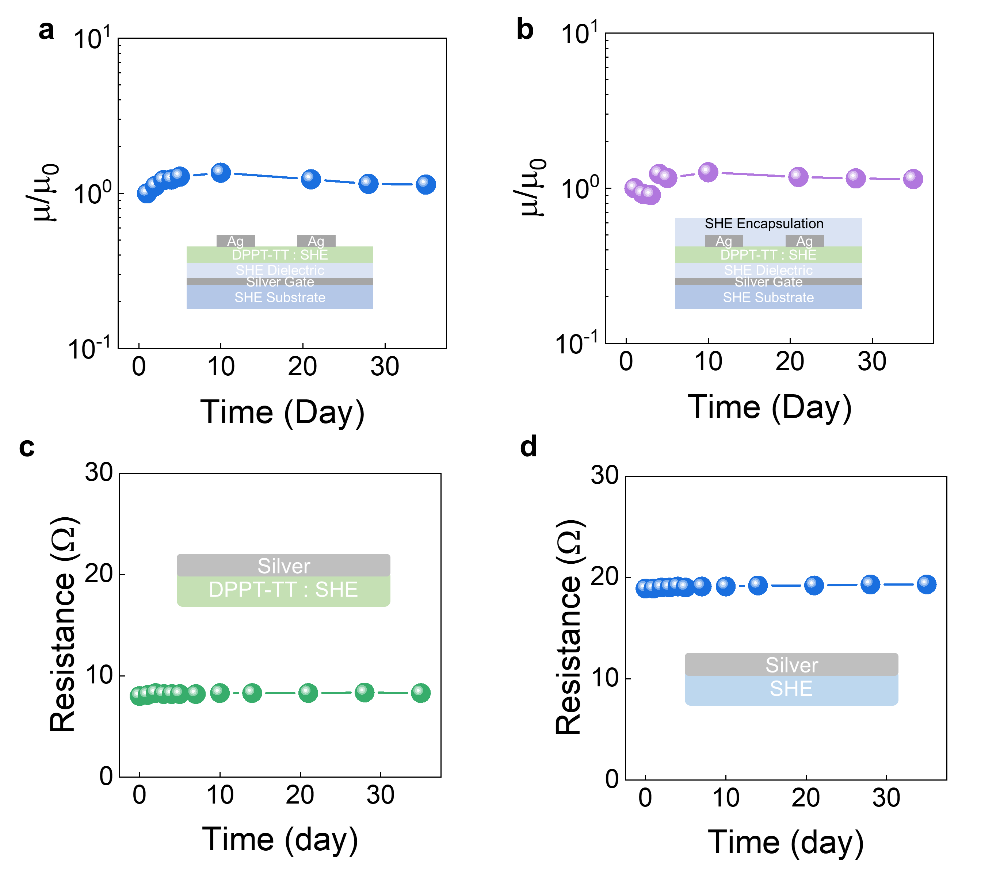 a
10^1
10^0
10^-1
μ/μ0
Ag Ag
DPPT-TT : SHE
SHE Dielectric
Silver Gate
SHE Substrate
0 10 20 30
Time (Day)
b
10^1
10^0
10^-1
μ/μ0
SHE Encapsulation
Ag Ag
DPPT-TT : SHE
SHE Dielectric
Silver Gate
SHE Substrate
0 10 20 30
Time (Day)
c
30
20
10
0
Resistance (Ω)
Silver
DPPT-TT : SHE
0 10 20 30
Time (day)
d
30
20
10
0
Resistance (Ω)
Silver
SHE
0 10 20 30
Time (day)